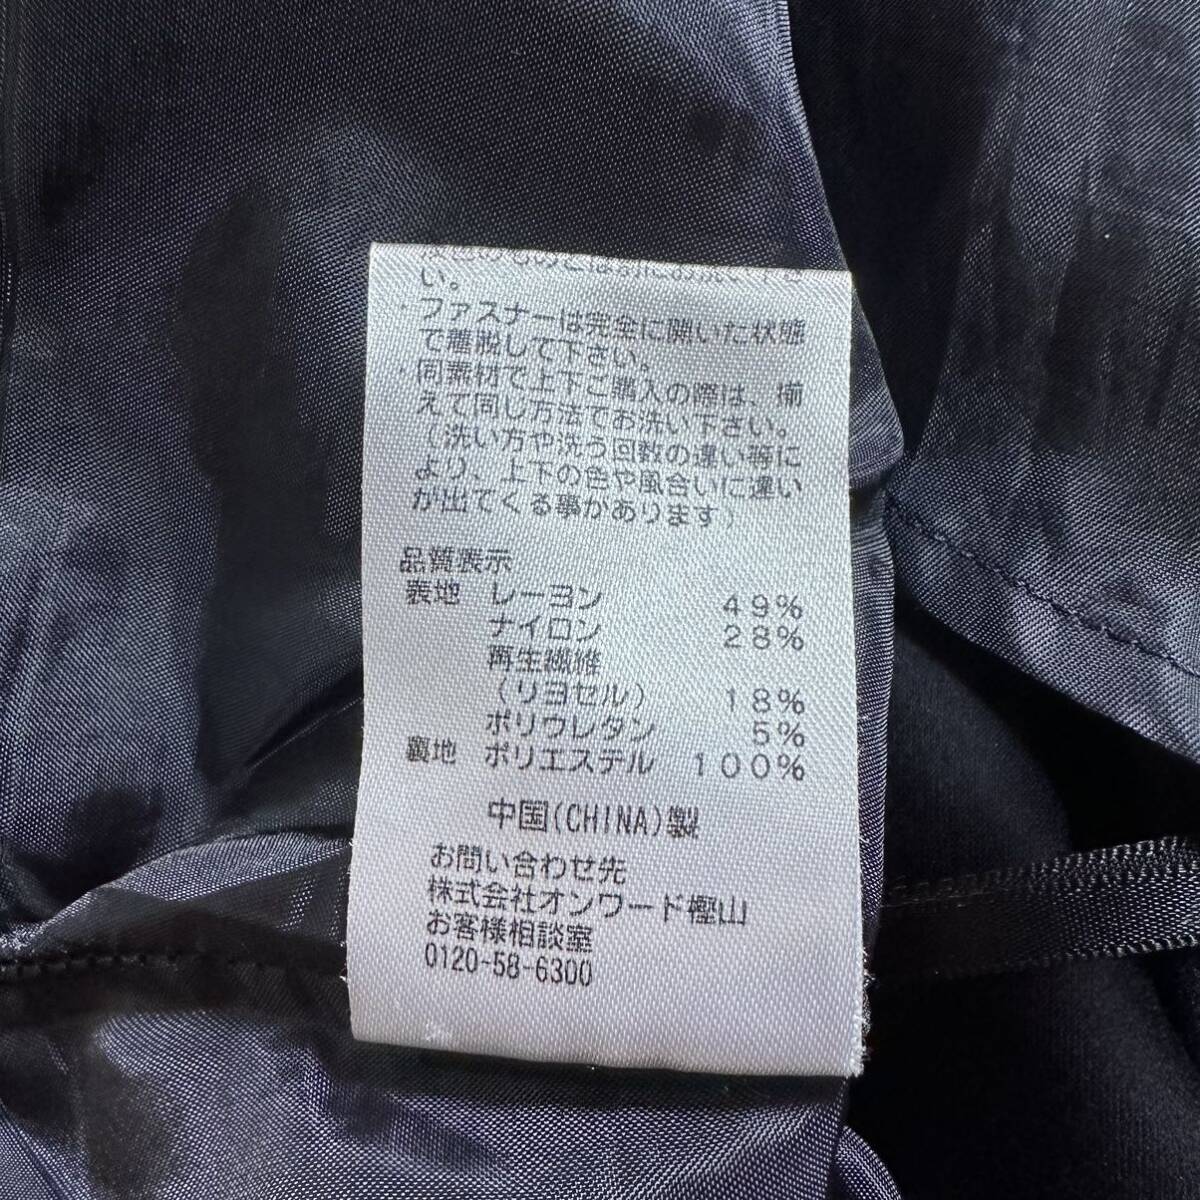 い。
・ファスナーは完全に開いた状態
で着脱して下さい。
・同素材で上下ご購入の際は、揃
えて同じ方法でお洗い下さい。
（洗い方や洗う回数の違い等に
より、上下の色や風合いに違い
が出てくる事があります）
品質表示
表地 レーヨン 49%
ナイロン 28%
再生繊維
（リヨセル） 18%
ポリウレタン 5%
裏地 ポリエステル 100%
中国(CHINA)製
お問い合わせ先
株式会社オンワード樫山
お客様相談室
0120-58-6300